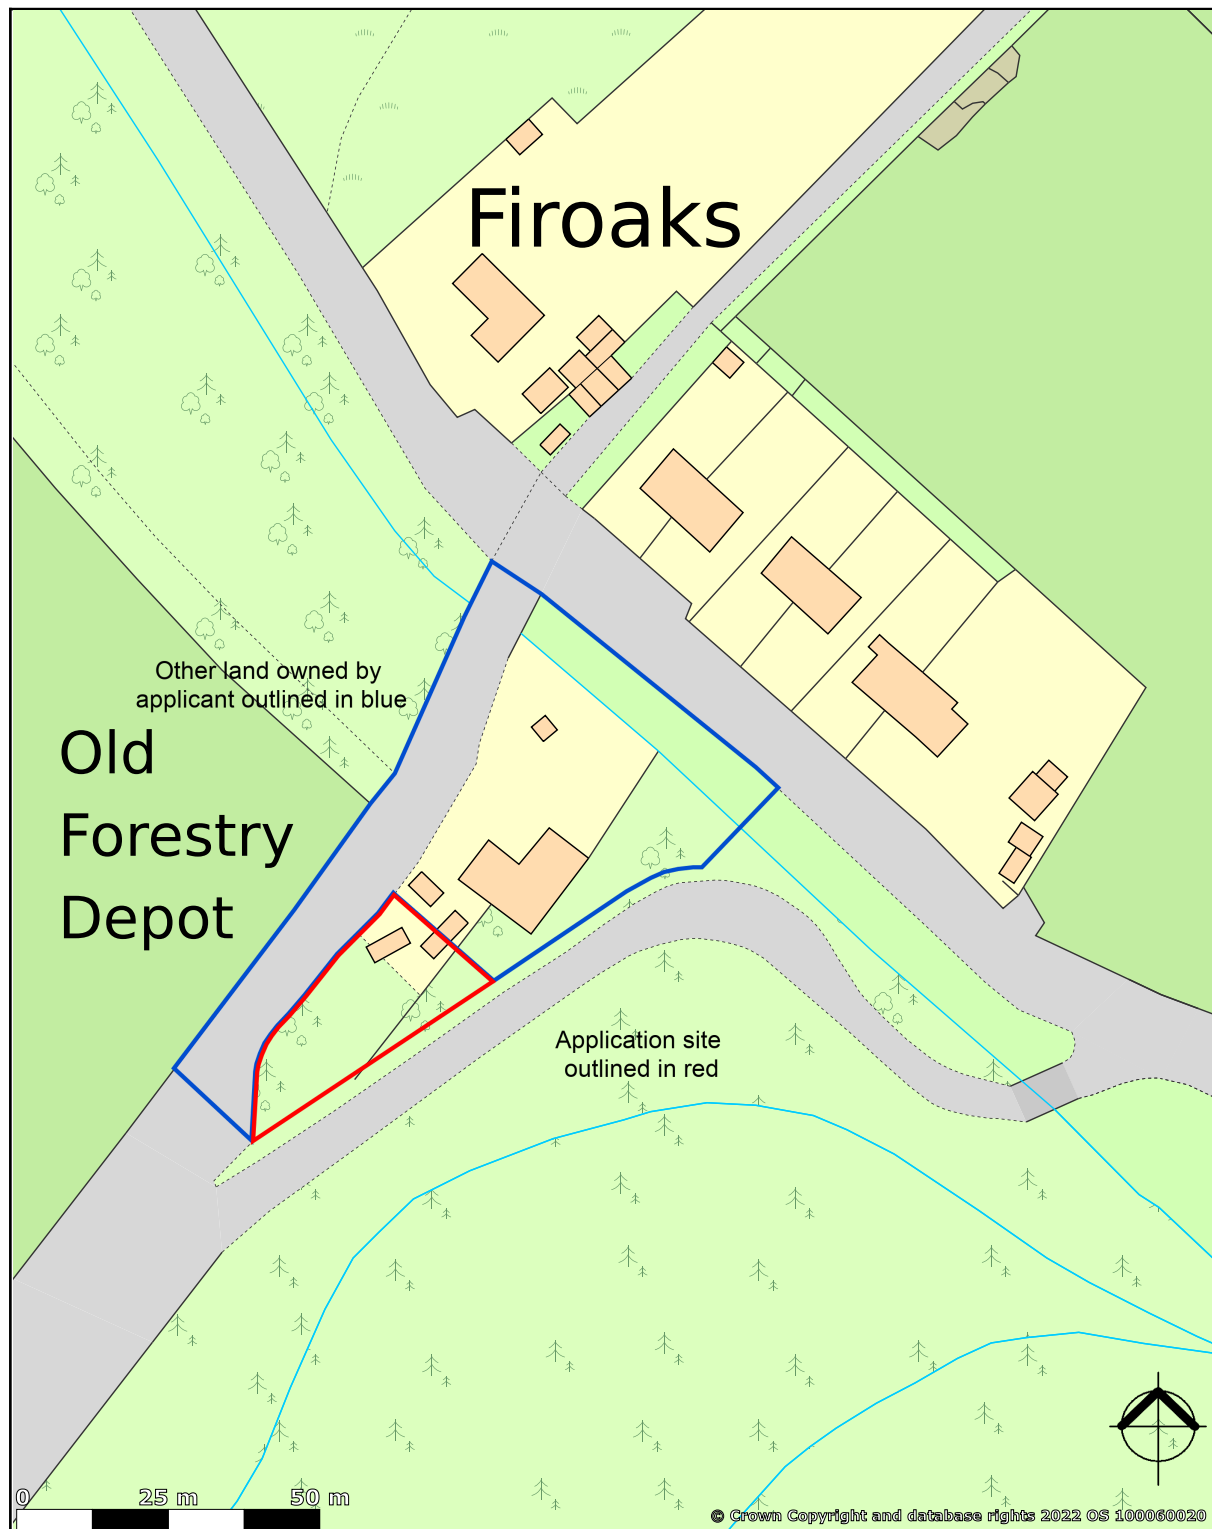 Firoaks
Other land owned by
applicant outlined in blue
Old
Forestry
Depot
Application site
outlined in red
0 25 m 50 m
© Crown Copyright and database rights 2022 OS 100060020